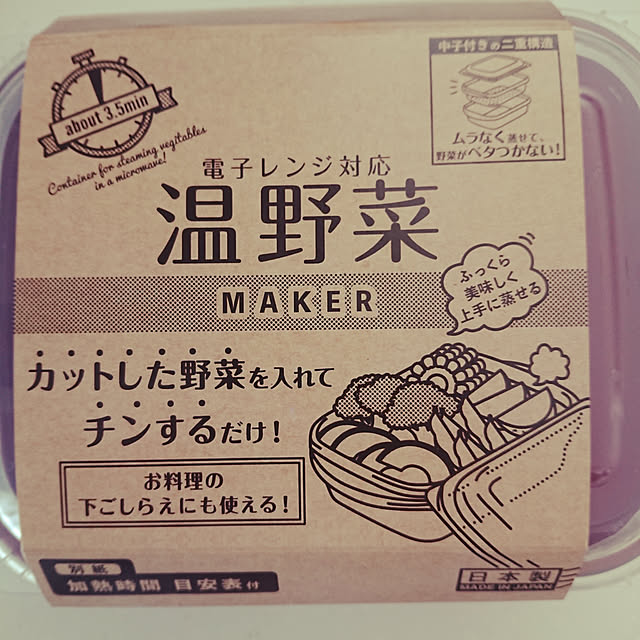 about 3.5min
Container for steaming vegitables
in a microwave!
中子付きの二重構造
ムラなく蒸せて、
野菜がベタつかない!
電子レンジ対応
温野菜
MAKER
ふっくら
美味しく
上手に蒸せる
カットした野菜を入れて
チンするだけ!
お料理の
下ごしらえにも使える!
別紙
加熱時間 目安表付
日本製
MADE IN JAPAN